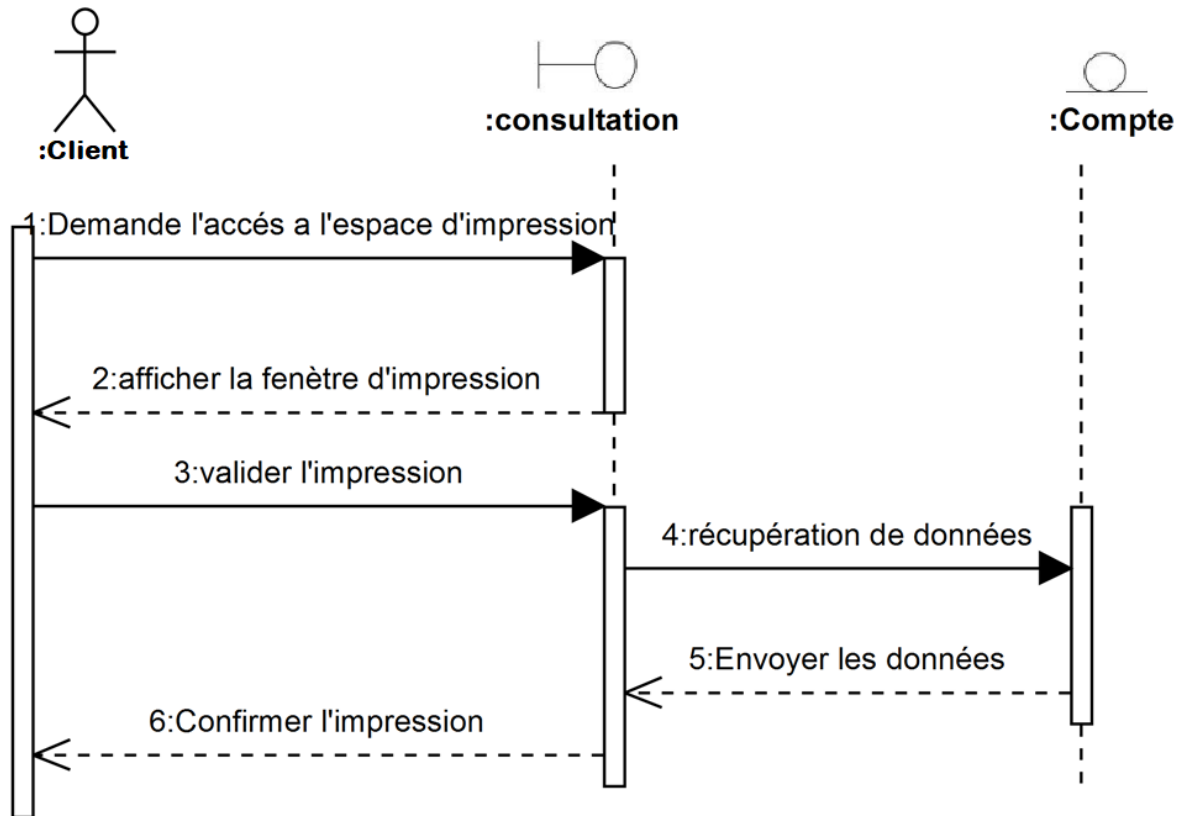 :Client
:consultation
:Compte
1:Demande l'accés a l'espace d'impression
2:afficher la fenètre d'impression
3:valider l'impression
4:récupération de données
5:Envoyer les données
6:Confirmer l'impression